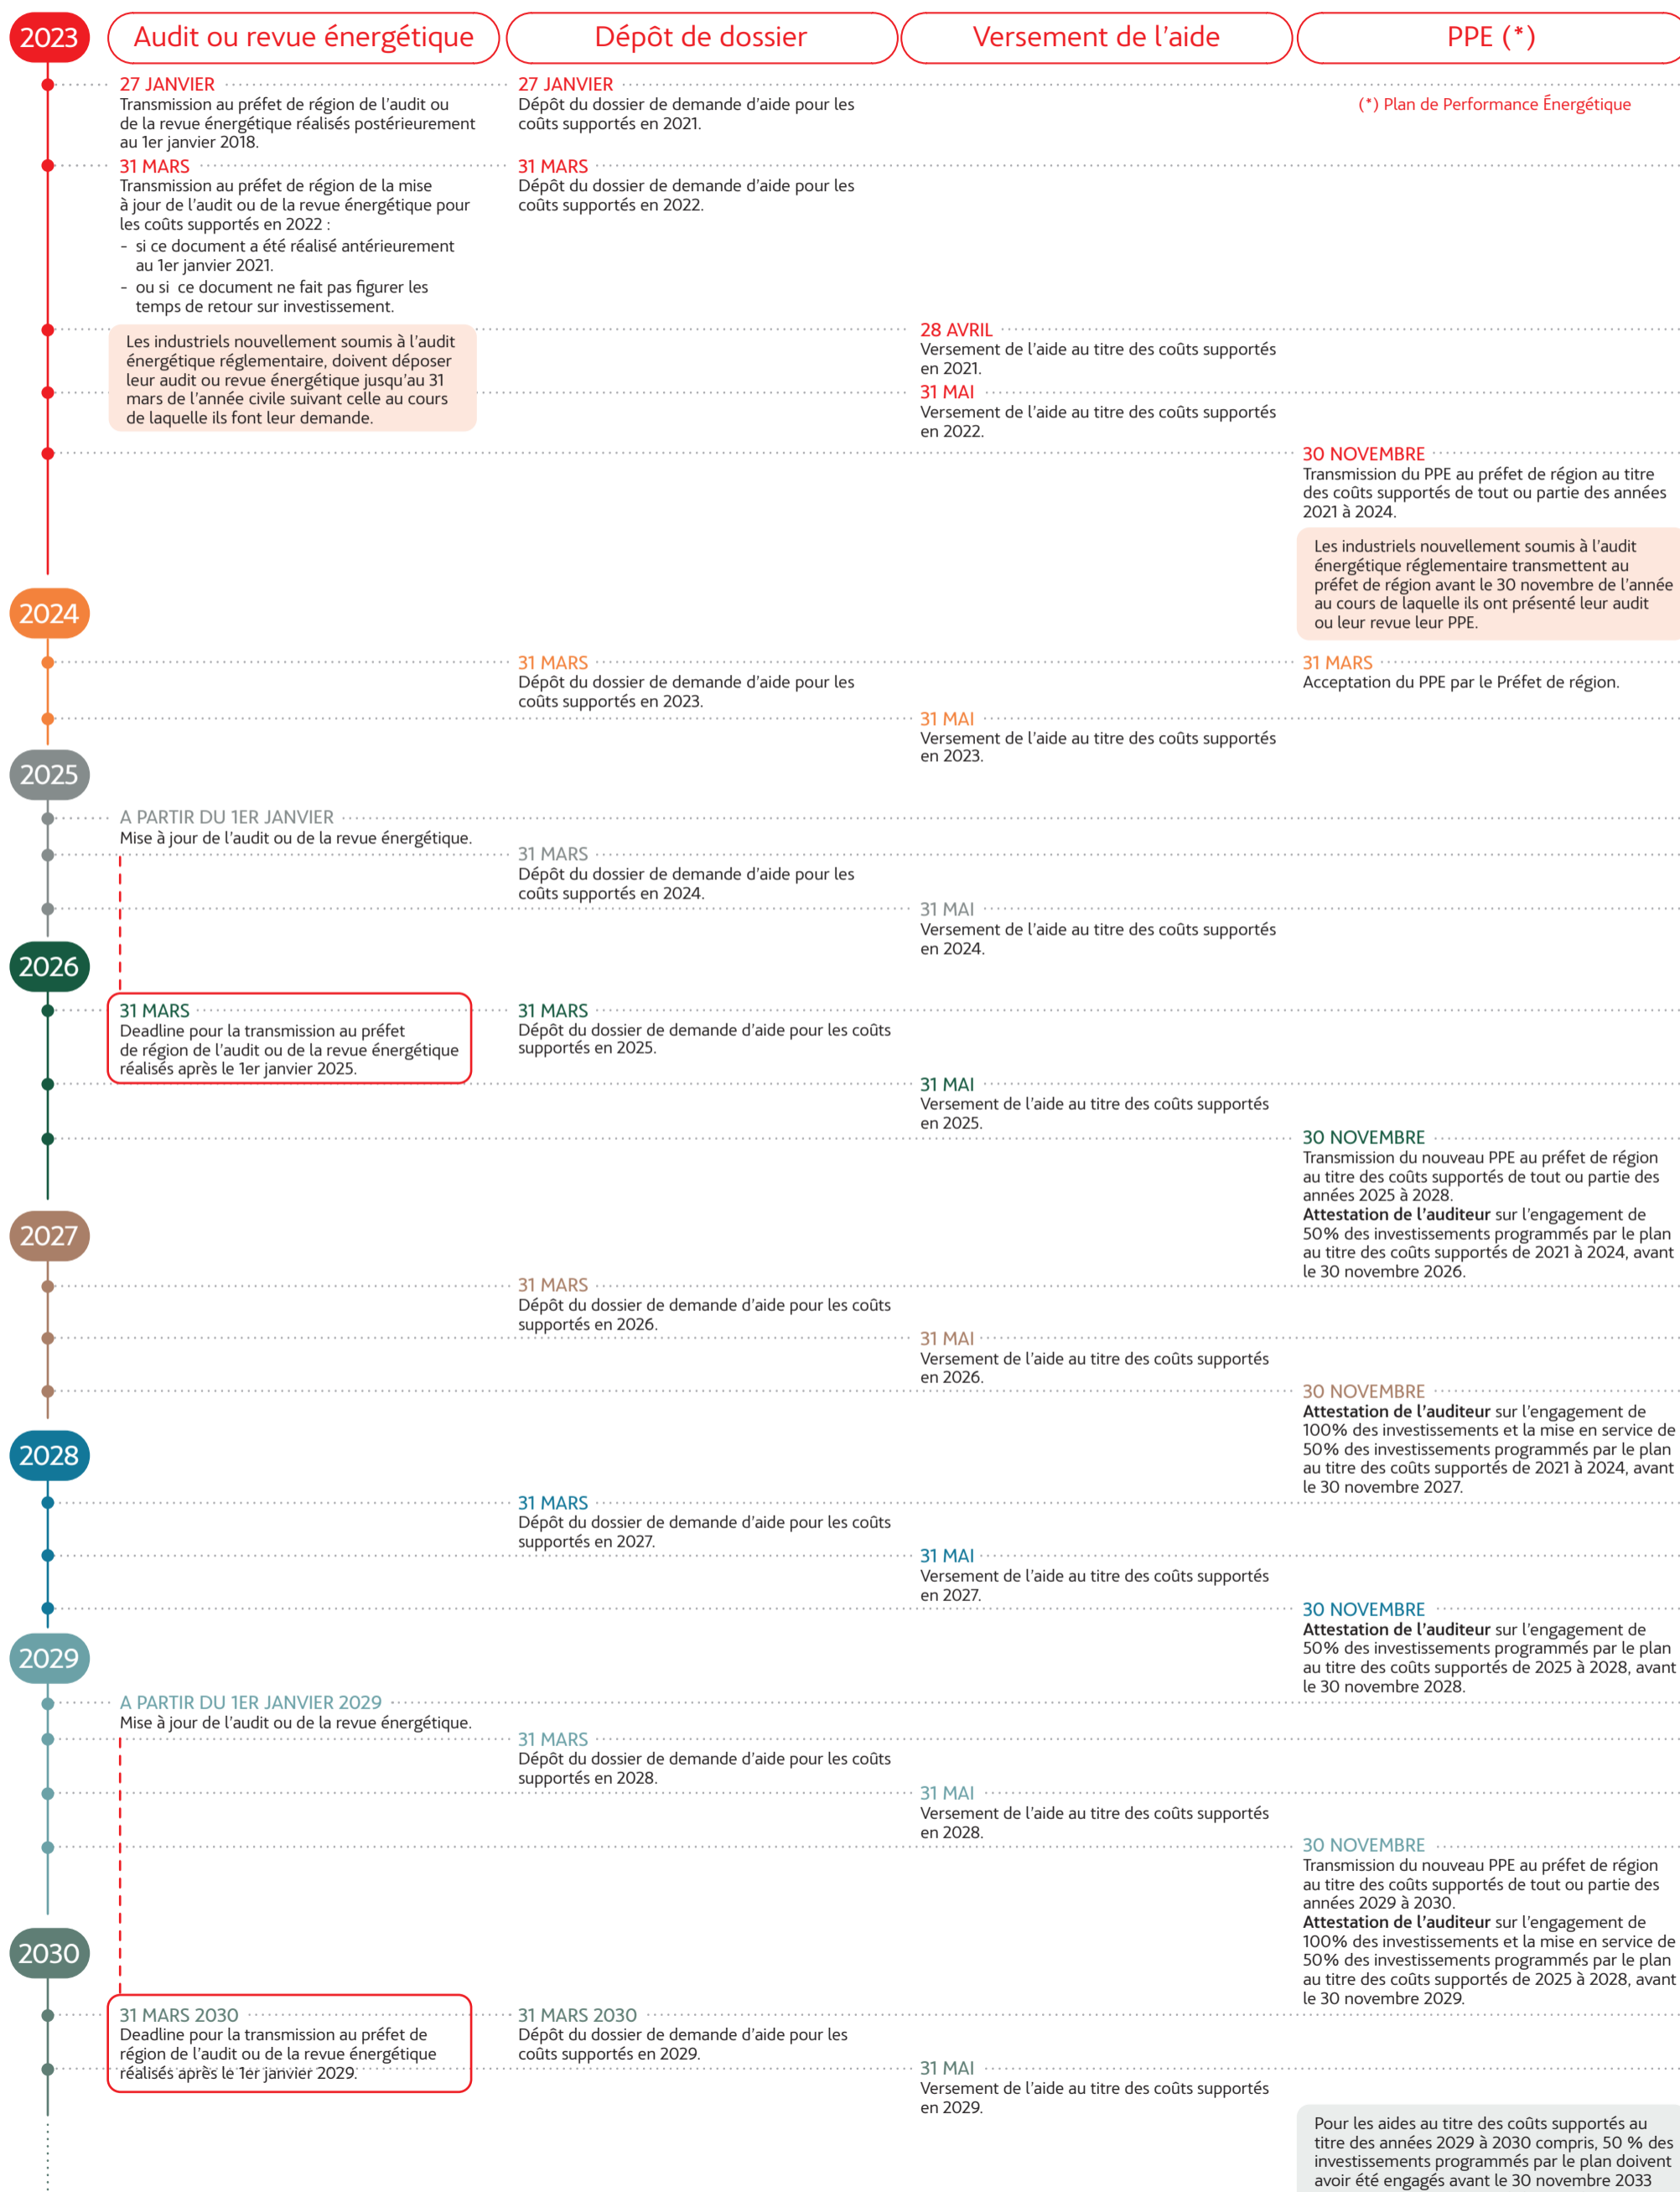 2023
Audit ou revue énergétique
Dépôt de dossier
Versement de l'aide
PPE (*)
27 JANVIER
Transmission au préfet de région de l'audit ou
de la revue énergétique réalisés postérieurement
au 1er janvier 2018.
27 JANVIER
Dépôt du dossier de demande d'aide pour les
coûts supportés en 2021.
(*) Plan de Performance Énergétique
31 MARS
Transmission au préfet de région de la mise
à jour de l'audit ou de la revue énergétique pour
les coûts supportés en 2022 :
- si ce document a été réalisé antérieurement
au 1er janvier 2021.
- ou si ce document ne fait pas figurer les
temps de retour sur investissement.
31 MARS
Dépôt du dossier de demande d'aide pour les
coûts supportés en 2022.
Les industriels nouvellement soumis à l'audit
énergétique réglementaire, doivent déposer
leur audit ou revue énergétique jusqu'au 31
mars de l'année civile suivant celle au cours
de laquelle ils font leur demande.
28 AVRIL
Versement de l'aide au titre des coûts supportés
en 2021.
31 MAI
Versement de l'aide au titre des coûts supportés
en 2022.
30 NOVEMBRE
Transmission du PPE au préfet de région au titre
des coûts supportés de tout ou partie des années
2021 à 2024.
Les industriels nouvellement soumis à l'audit
énergétique réglementaire transmettent au
préfet de région avant le 30 novembre de l'année
au cours de laquelle ils ont présenté leur audit
ou leur revue leur PPE.
2024
31 MARS
Dépôt du dossier de demande d'aide pour les
coûts supportés en 2023.
31 MARS
Acceptation du PPE par le Préfet de région.
31 MAI
Versement de l'aide au titre des coûts supportés
en 2023.
2025
A PARTIR DU 1ER JANVIER
Mise à jour de l'audit ou de la revue énergétique.
31 MARS
Dépôt du dossier de demande d'aide pour les
coûts supportés en 2024.
31 MAI
Versement de l'aide au titre des coûts supportés
en 2024.
2026
31 MARS
Deadline pour la transmission au préfet
de région de l'audit ou de la revue énergétique
réalisés après le 1er janvier 2025.
31 MARS
Dépôt du dossier de demande d'aide pour les coûts
supportés en 2025.
31 MAI
Versement de l'aide au titre des coûts supportés
en 2025.
30 NOVEMBRE
Transmission du nouveau PPE au préfet de région
au titre des coûts supportés de tout ou partie des
années 2025 à 2028.
Attestation de l'auditeur sur l'engagement de
50% des investissements programmés par le plan
au titre des coûts supportés de 2021 à 2024, avant
le 30 novembre 2026.
2027
31 MARS
Dépôt du dossier de demande d'aide pour les coûts
supportés en 2026.
31 MAI
Versement de l'aide au titre des coûts supportés
en 2026.
30 NOVEMBRE
Attestation de l'auditeur sur l'engagement de
100% des investissements et la mise en service de
50% des investissements programmés par le plan
au titre des coûts supportés de 2021 à 2024, avant
le 30 novembre 2027.
2028
31 MARS
Dépôt du dossier de demande d'aide pour les coûts
supportés en 2027.
31 MAI
Versement de l'aide au titre des coûts supportés
en 2027.
30 NOVEMBRE
Attestation de l'auditeur sur l'engagement de
50% des investissements programmés par le plan
au titre des coûts supportés de 2025 à 2028, avant
le 30 novembre 2028.
2029
A PARTIR DU 1ER JANVIER 2029
Mise à jour de l'audit ou de la revue énergétique.
31 MARS
Dépôt du dossier de demande d'aide pour les coûts
supportés en 2028.
31 MAI
Versement de l'aide au titre des coûts supportés
en 2028.
30 NOVEMBRE
Transmission du nouveau PPE au préfet de région
au titre des coûts supportés de tout ou partie des
années 2029 à 2030.
Attestation de l'auditeur sur l'engagement de
100% des investissements et la mise en service de
50% des investissements programmés par le plan
au titre des coûts supportés de 2025 à 2028, avant
le 30 novembre 2029.
2030
31 MARS 2030
Deadline pour la transmission au préfet de
région de l'audit ou de la revue énergétique
réalisés après le 1er janvier 2029.
31 MARS 2030
Dépôt du dossier de demande d'aide pour les
coûts supportés en 2029.
31 MAI
Versement de l'aide au titre des coûts supportés
en 2029.
Pour les aides au titre des coûts supportés au
titre des années 2029 à 2030 compris, 50 % des
investissements programmés par le plan doivent
avoir été engagés avant le 30 novembre 2033